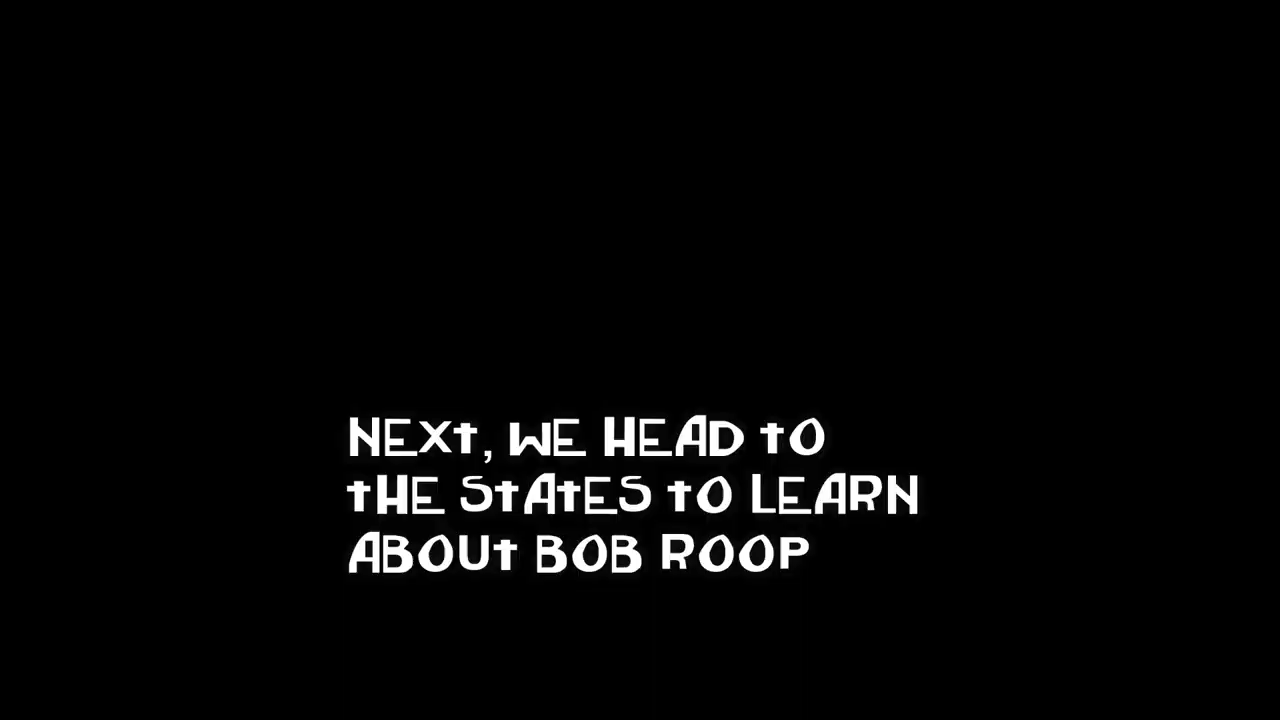 NEXt, WE HEAD tO
tHE StAtES tO LEARN
ABOUt BOB ROOP